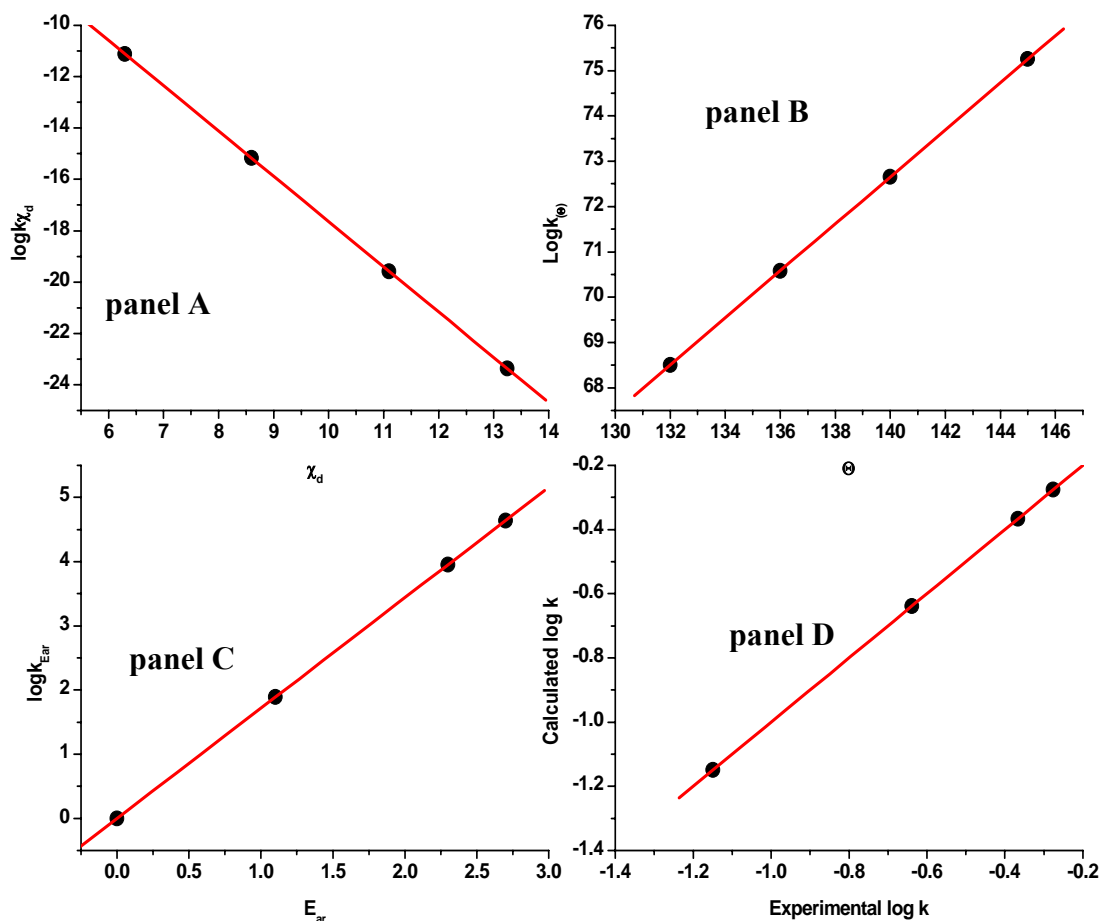 -10
-12
-14
-16
-18
-20
-22
-24
logkχd
panel A
6 7 8 9 10 11 12 13 14
χd
76
75
74
73
72
71
70
69
68
Logk(Θ)
panel B
130 132 134 136 138 140 142 144 146
Θ
5
4
3
2
1
0
logkEar
panel C
0.0 0.5 1.0 1.5 2.0 2.5 3.0
Ear
-0.2
-0.4
-0.6
-0.8
-1.0
-1.2
-1.4
Calculated log k
panel D
-1.4 -1.2 -1.0 -0.8 -0.6 -0.4 -0.2
Experimental log k